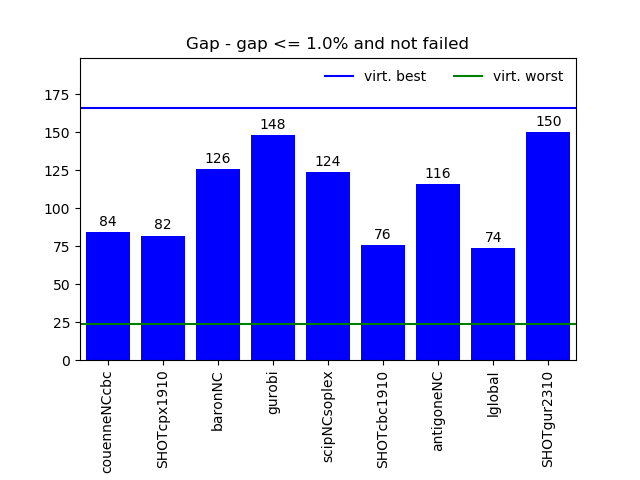 Gap - gap <= 1.0% and not failed
virt. best
virt. worst
175
150
125
100
75
50
25
0
84
82
126
148
124
76
116
74
150
couenneNCcbc
SHOTcpx1910
baronNC
gurobi
scipNCsoplex
SHOTcbc1910
antigoneNC
lglobal
SHOTgur2310